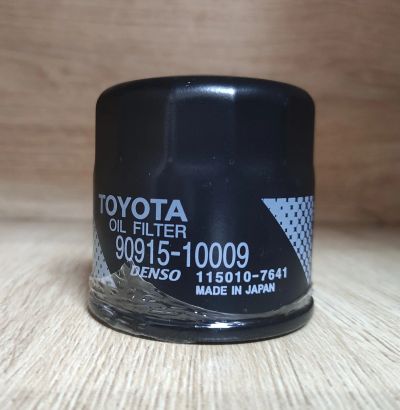 TOYOTA
OIL FILTER
90915-10009
DENSO 115010-7641
MADE IN JAPAN